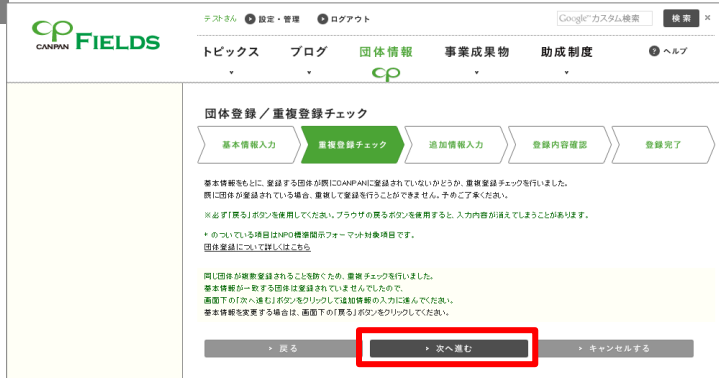 テストさん 設定・管理 ログアウト
Google™カスタム検索 検索 ×
CANPAN FIELDS
トピックス ブログ 団体情報 事業成果物 助成制度 ? ヘルプ
団体登録／重複登録チェック
基本情報入力 重複登録チェック 追加情報入力 登録内容確認 登録完了
基本情報をもとに、登録する団体が既にCANPANに登録されていないかどうか、重複登録チェックを行いました。
既に団体が登録されている場合、重複して登録を行うことができません。予めご了承ください。
※必ず「戻る」ボタンを使用してください。ブラウザの戻るボタンを使用すると、入力内容が消えてしまうことがあります。
* のついている項目はNPO標準開示フォーマット対象項目です。
団体登録について詳しくはこちら
同じ団体が複数登録されることを防ぐため、重複チェックを行いました。
基本情報が一致する団体は登録されていませんでしたので、
画面下の「次へ進む」ボタンをクリックして追加情報の入力に進んでください。
基本情報を変更する場合は、画面下の「戻る」ボタンをクリックしてください。
戻る 次へ進む キャンセルする